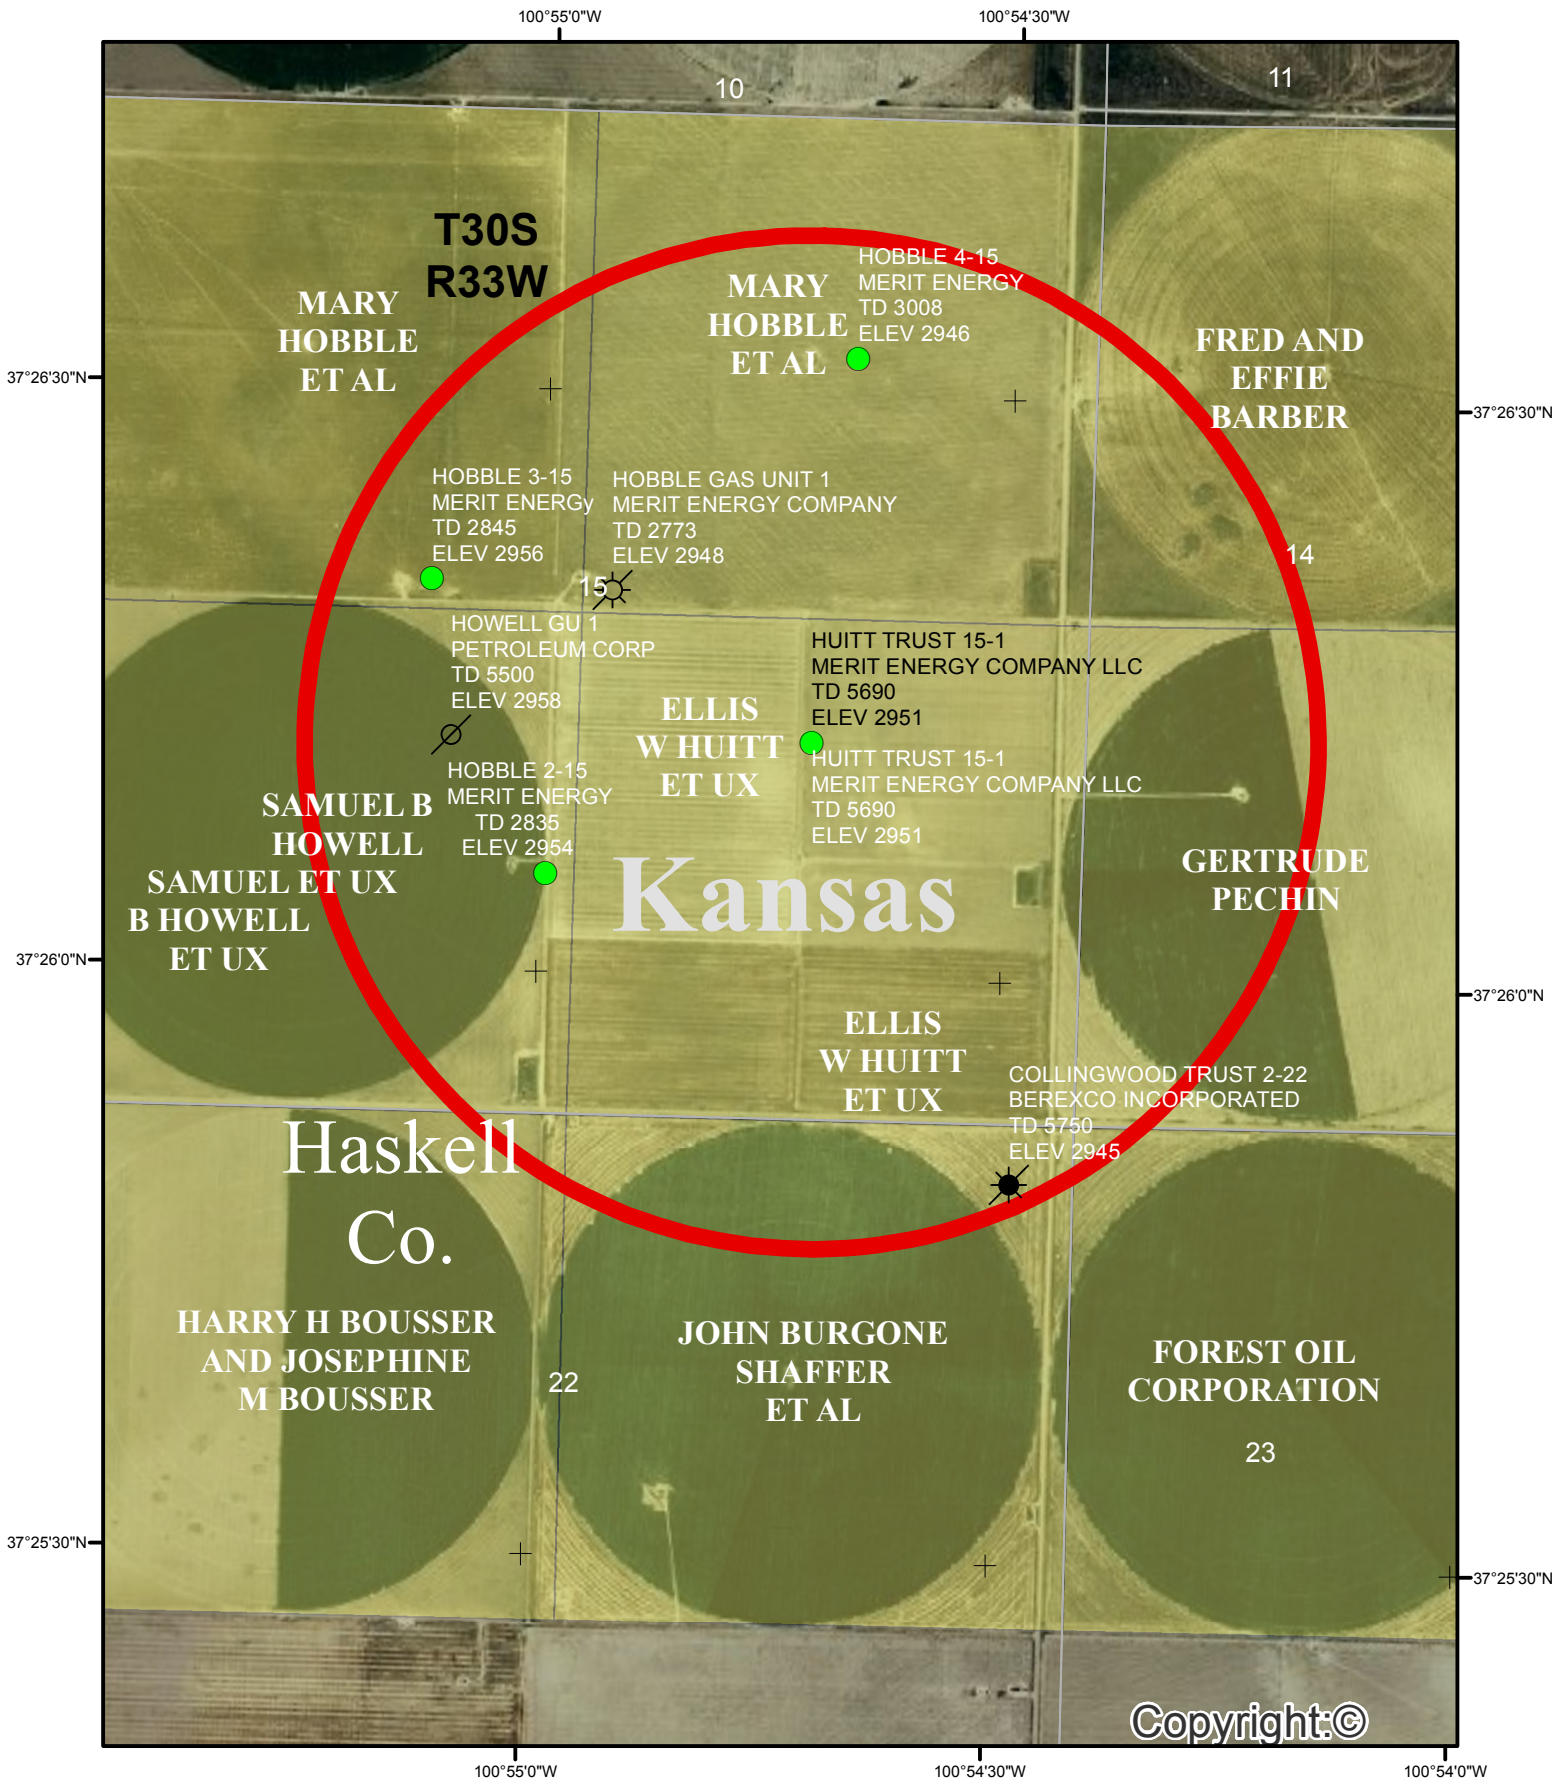 100°55'0"W
100°54'30"W
10
11
T30S
R33W
MARY
HOBBLE
ET AL
MARY
HOBBLE
ET AL
HOBBLE 4-15
MERIT ENERGY
TD 3008
ELEV 2946
FRED AND
EFFIE
BARBER
37°26'30"N
37°26'30"N
HOBBLE 3-15
MERIT ENERGy
TD 2845
ELEV 2956
HOBBLE GAS UNIT 1
MERIT ENERGY COMPANY
TD 2773
ELEV 2948
14
15
HOWELL GU 1
PETROLEUM CORP
TD 5500
ELEV 2958
HUITT TRUST 15-1
MERIT ENERGY COMPANY LLC
TD 5690
ELEV 2951
ELLIS
W HUITT
ET UX
HUITT TRUST 15-1
MERIT ENERGY COMPANY LLC
TD 5690
ELEV 2951
HOBBLE 2-15
MERIT ENERGY
TD 2835
ELEV 2954
SAMUEL B
HOWELL
SAMUEL ET UX
B HOWELL
ET UX
Kansas
GERTRUDE
PECHIN
37°26'0"N
37°26'0"N
ELLIS
W HUITT
ET UX
COLLINGWOOD TRUST 2-22
BEREXCO INCORPORATED
TD 5750
ELEV 2945
Haskell
Co.
HARRY H BOUSSER
AND JOSEPHINE
M BOUSSER
22
JOHN BURGONE
SHAFFER
ET AL
FOREST OIL
CORPORATION
23
37°25'30"N
37°25'30"N
Copyright:©
100°55'0"W
100°54'30"W
100°54'0"W